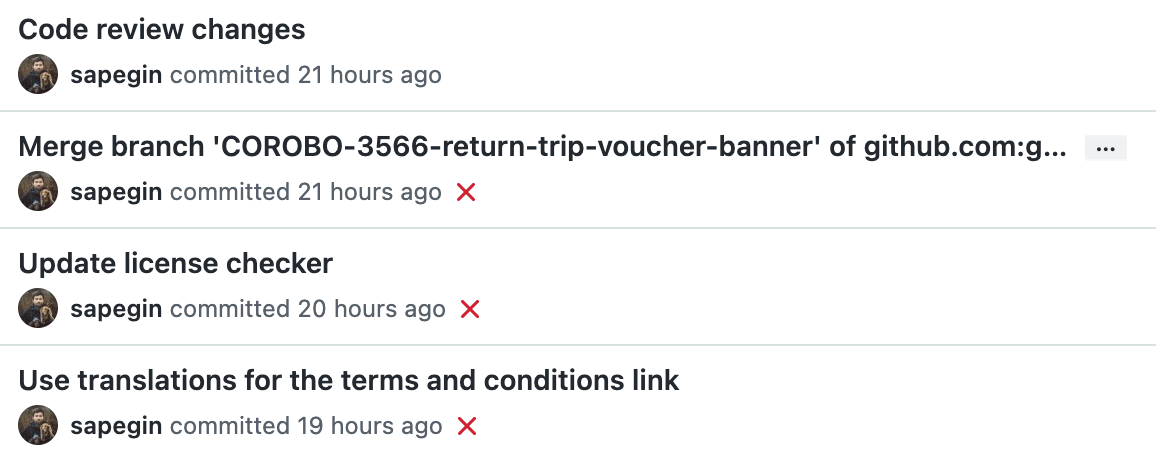 Code review changes
sapegin committed 21 hours ago
Merge branch 'COROBO-3566-return-trip-voucher-banner' of github.com:g... ...
sapegin committed 21 hours ago
Update license checker
sapegin committed 20 hours ago
Use translations for the terms and conditions link
sapegin committed 19 hours ago